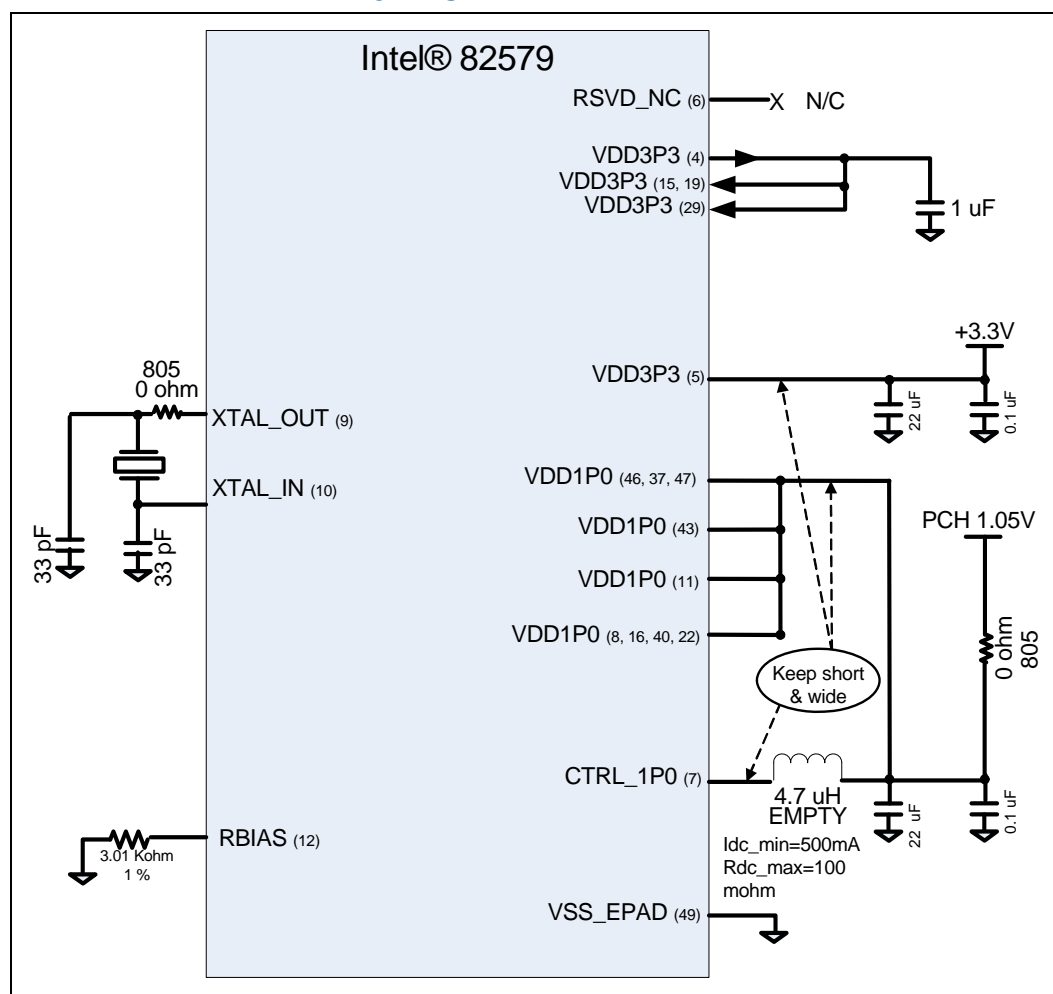 Intel® 82579
RSVD_NC (6)
X N/C
VDD3P3 (4)
VDD3P3 (15, 19)
VDD3P3 (29)
1 uF
+3.3V
VDD3P3 (5)
22 uF
0.1 uF
805
0 ohm
XTAL_OUT (9)
XTAL_IN (10)
33 pF
33 pF
VDD1P0 (46, 37, 47)
VDD1P0 (43)
VDD1P0 (11)
VDD1P0 (8, 16, 40, 22)
PCH 1.05V
0 ohm
805
Keep short
& wide
CTRL_1P0 (7)
4.7 uH
EMPTY
Idc_min=500mA
Rdc_max=100
mohm
22 uF
0.1 uF
RBIAS (12)
3.01 Kohm
1 %
VSS_EPAD (49)